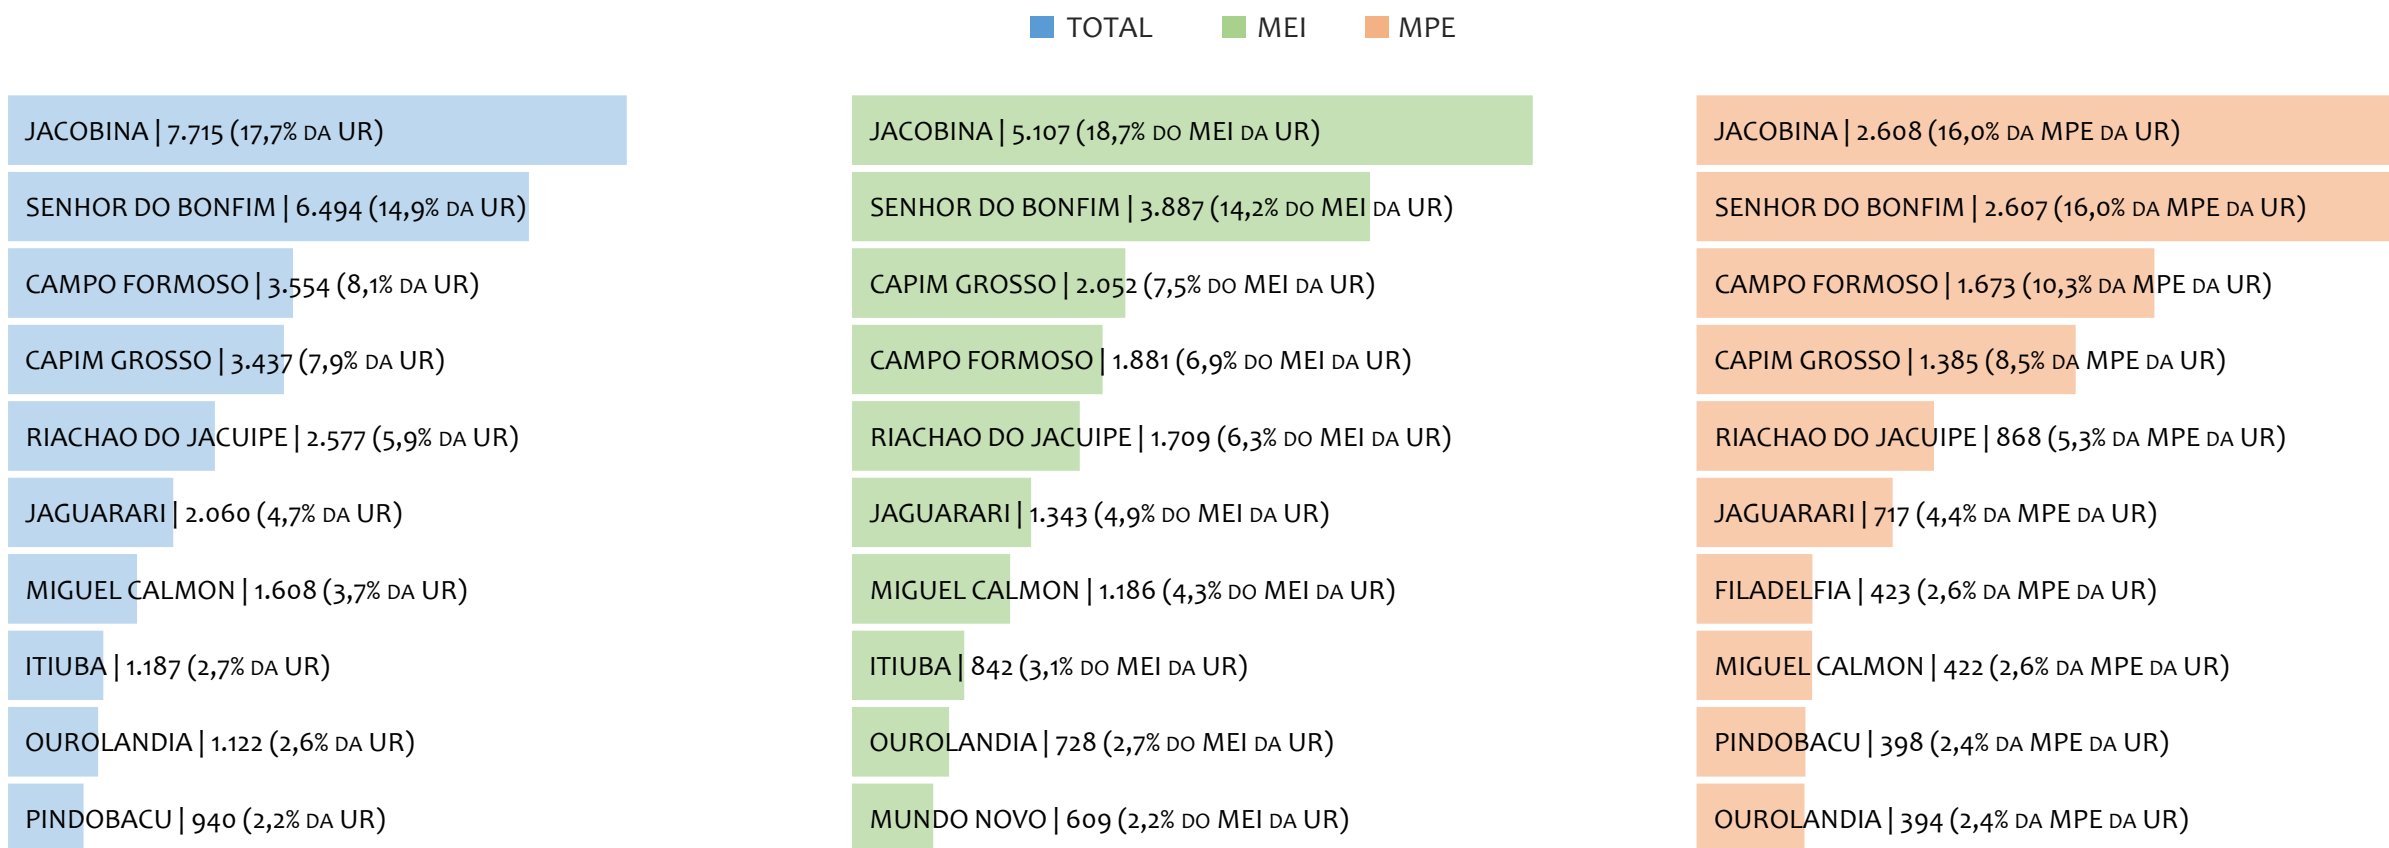 TOTAL MEI MPE
JACOBINA | 7.715 (17,7% DA UR)
SENHOR DO BONFIM | 6.494 (14,9% DA UR)
CAMPO FORMOSO | 3.554 (8,1% DA UR)
CAPIM GROSSO | 3.437 (7,9% DA UR)
RIACHAO DO JACUIPE | 2.577 (5,9% DA UR)
JAGUARARI | 2.060 (4,7% DA UR)
MIGUEL CALMON | 1.608 (3,7% DA UR)
ITIUBA | 1.187 (2,7% DA UR)
OUROLANDIA | 1.122 (2,6% DA UR)
PINDOBACU | 940 (2,2% DA UR)
JACOBINA | 5.107 (18,7% DO MEI DA UR)
SENHOR DO BONFIM | 3.887 (14,2% DO MEI DA UR)
CAPIM GROSSO | 2.052 (7,5% DO MEI DA UR)
CAMPO FORMOSO | 1.881 (6,9% DO MEI DA UR)
RIACHAO DO JACUIPE | 1.709 (6,3% DO MEI DA UR)
JAGUARARI | 1.343 (4,9% DO MEI DA UR)
MIGUEL CALMON | 1.186 (4,3% DO MEI DA UR)
ITIUBA | 842 (3,1% DO MEI DA UR)
OUROLANDIA | 728 (2,7% DO MEI DA UR)
MUNDO NOVO | 609 (2,2% DO MEI DA UR)
JACOBINA | 2.608 (16,0% DA MPE DA UR)
SENHOR DO BONFIM | 2.607 (16,0% DA MPE DA UR)
CAMPO FORMOSO | 1.673 (10,3% DA MPE DA UR)
CAPIM GROSSO | 1.385 (8,5% DA MPE DA UR)
RIACHAO DO JACUIPE | 868 (5,3% DA MPE DA UR)
JAGUARARI | 717 (4,4% DA MPE DA UR)
FILADELFIA | 423 (2,6% DA MPE DA UR)
MIGUEL CALMON | 422 (2,6% DA MPE DA UR)
PINDOBACU | 398 (2,4% DA MPE DA UR)
OUROLANDIA | 394 (2,4% DA MPE DA UR)